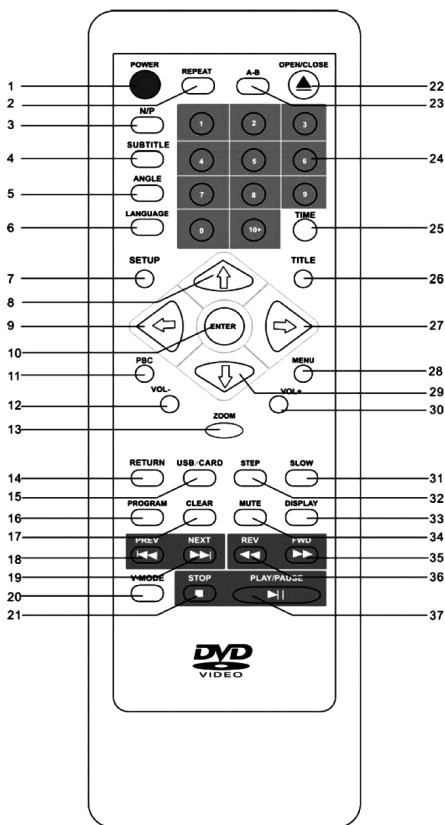 POWER REPEAT A-B OPEN/CLOSE
1 22
2 23
N/P
3 1 2 3
SUBTITLE
4 4 5 6 24
ANGLE
5 7 8 9
LANGUAGE TIME
6 0 10+ 25
SETUP TITLE
7 26
8
9 ENTER 27
10
PBC MENU
11 28
VOL- VOL+ 29
12 30
ZOOM
13
RETURN USB/CARD STEP SLOW
14 31
15 32
PROGRAM CLEAR MUTE DISPLAY
16 33
17 34
PREV NEXT REV FWD
18 35
19 36
V-MODE STOP PLAY/PAUSE
20
21 37
DVD
VIDEO